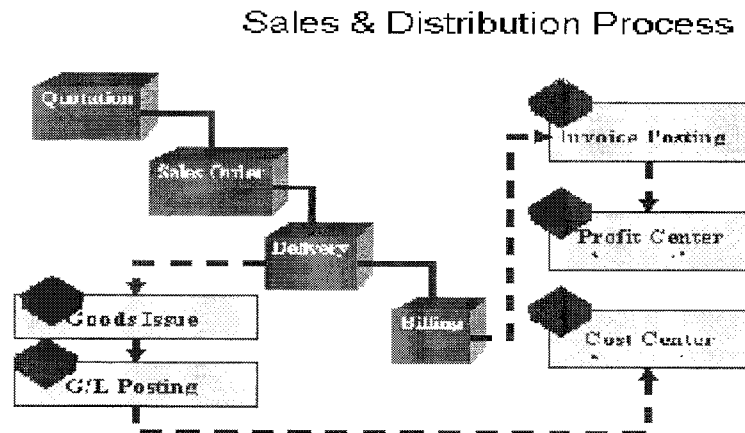 Sales & Distribution Process
Quotation
Sales Order
Delivery
Billing
Goods Issue
G/L Posting
Invoice Posting
Profit Center
Cost Center